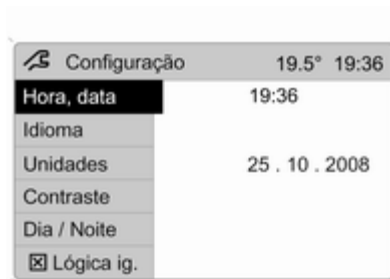 Configuração 19.5° 19:36
Hora, data 19:36
Idioma
Unidades 25 . 10 . 2008
Contraste
Dia / Noite
Lógica ig.